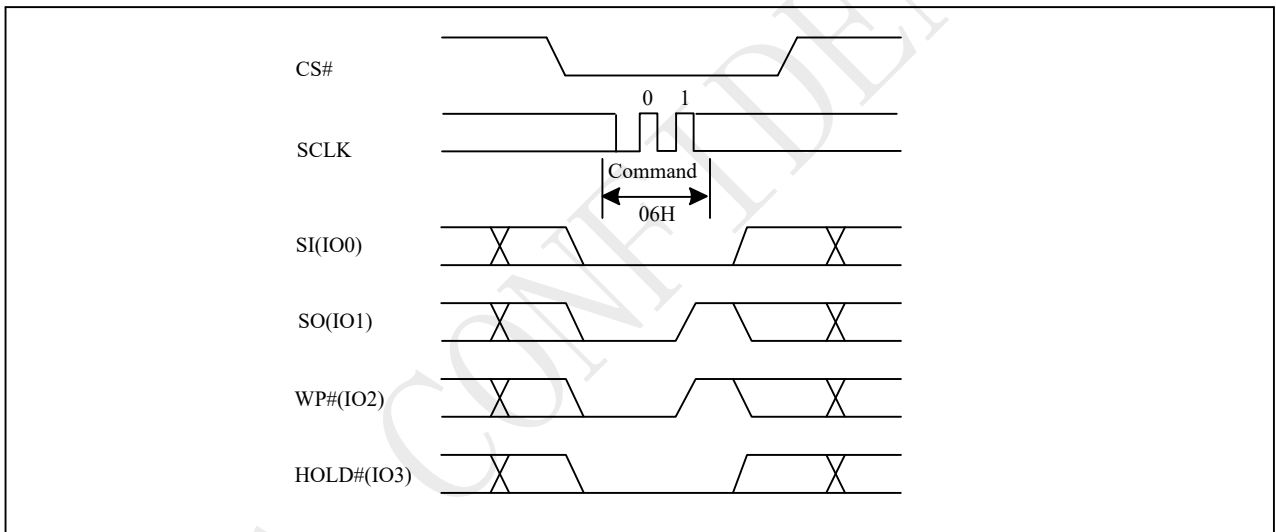 CS#
0 1
SCLK
Command
06H
SI(IO0)
SO(IO1)
WP#(IO2)
HOLD#(IO3)